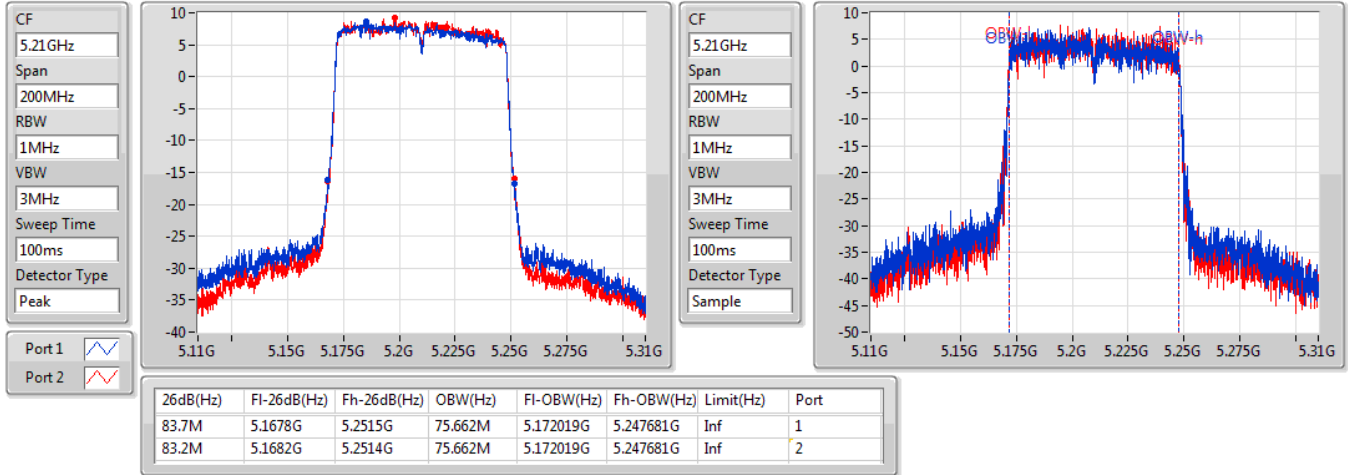 CF
5.21GHz
Span
200MHz
RBW
1MHz
VBW
3MHz
Sweep Time
100ms
Detector Type
Peak
Port 1
Port 2
10
5
0
-5
-10
-15
-20
-25
-30
-35
-40
5.11G 5.15G 5.175G 5.2G 5.225G 5.25G 5.275G 5.31G
CF
5.21GHz
Span
200MHz
RBW
1MHz
VBW
3MHz
Sweep Time
100ms
Detector Type
Sample
10
5
0
-5
-10
-15
-20
-25
-30
-35
-40
-45
-50
OBW-h
5.11G 5.15G 5.175G 5.2G 5.225G 5.25G 5.275G 5.31G
26dB(Hz) Fl-26dB(Hz) Fh-26dB(Hz) OBW(Hz) Fl-OBW(Hz) Fh-OBW(Hz) Limit(Hz) Port
83.7M 5.1678G 5.2515G 75.662M 5.172019G 5.247681G Inf 1
83.2M 5.1682G 5.2514G 75.662M 5.172019G 5.247681G Inf 2